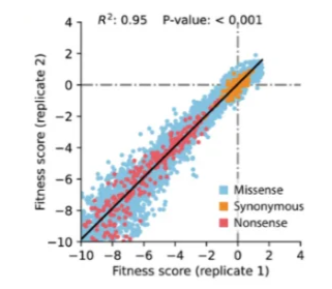 R²: 0.95 P-value: < 0.001
Fitness score (replicate 2)
4
2
0
−2
−4
−6
−8
−10
Missense
Synonymous
Nonsense
−10 −8 −6 −4 −2 0 2 4
Fitness score (replicate 1)